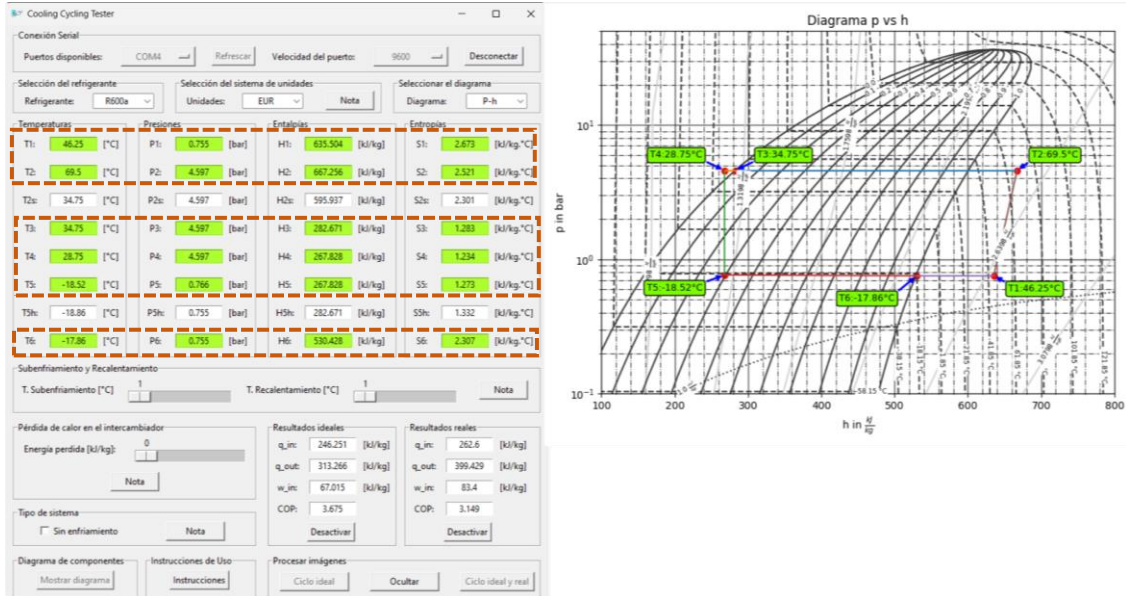 Cooling Cycling Tester
Conexión Serial
Puertos disponibles: COM4 Refrescar Velocidad del puerto: 9600 Desconectar
Selección del refrigerante Selección del sistema de unidades Seleccionar el diagrama
Refrigerante: R600a Unidades: EUR Nota Diagrama: P-h
Temperaturas Presiones Entalpías Entropías
T1: 46.25 [°C] P1: 0.755 [bar] H1: 635.504 [kJ/kg] S1: 2.673 [kJ/kg.°C]
T2: 69.5 [°C] P2: 4.597 [bar] H2: 667.256 [kJ/kg] S2: 2.521 [kJ/kg.°C]
T2s: 34.75 [°C] P2s: 4.597 [bar] H2s: 595.937 [kJ/kg] S2s: 2.301 [kJ/kg.°C]
T3: 34.75 [°C] P3: 4.597 [bar] H3: 282.671 [kJ/kg] S3: 1.283 [kJ/kg.°C]
T4: 28.75 [°C] P4: 4.597 [bar] H4: 267.828 [kJ/kg] S4: 1.234 [kJ/kg.°C]
T5: -18.52 [°C] P5: 0.766 [bar] H5: 267.828 [kJ/kg] S5: 1.273 [kJ/kg.°C]
T5h: -18.86 [°C] P5h: 0.755 [bar] H5h: 282.671 [kJ/kg] S5h: 1.332 [kJ/kg.°C]
T6: -17.86 [°C] P6: 0.755 [bar] H6: 530.428 [kJ/kg] S6: 2.307 [kJ/kg.°C]
Subenfriamiento y Recalentamiento
T. Subenfriamiento [°C] 1 T. Recalentamiento [°C] 1 Nota
Pérdida de calor en el intercambiador Resultados ideales Resultados reales
Energía perdida [kJ/kg]: 0
Nota
q_in: 246.251 [kJ/kg] q_in: 262.6 [kJ/kg]
q_out: 313.266 [kJ/kg] q_out: 399.429 [kJ/kg]
w_in: 67.015 [kJ/kg] w_in: 83.4 [kJ/kg]
COP: 3.675 COP: 3.149
Desactivar Desactivar
Tipo de sistema
Sin enfriamiento Nota
Diagrama de componentes Instrucciones de Uso Procesar imágenes
Mostrar diagrama Instrucciones Ciclo ideal Ocultar Ciclo ideal y real
Diagrama p vs h
p in bar
10¹
10⁰
10⁻¹
T4:28.75°C T3:34.75°C T2:69.5°C
T5:-18.52°C T6:-17.86°C T1:46.25°C
100 200 300 400 500 600 700 800
h in kJ/kg